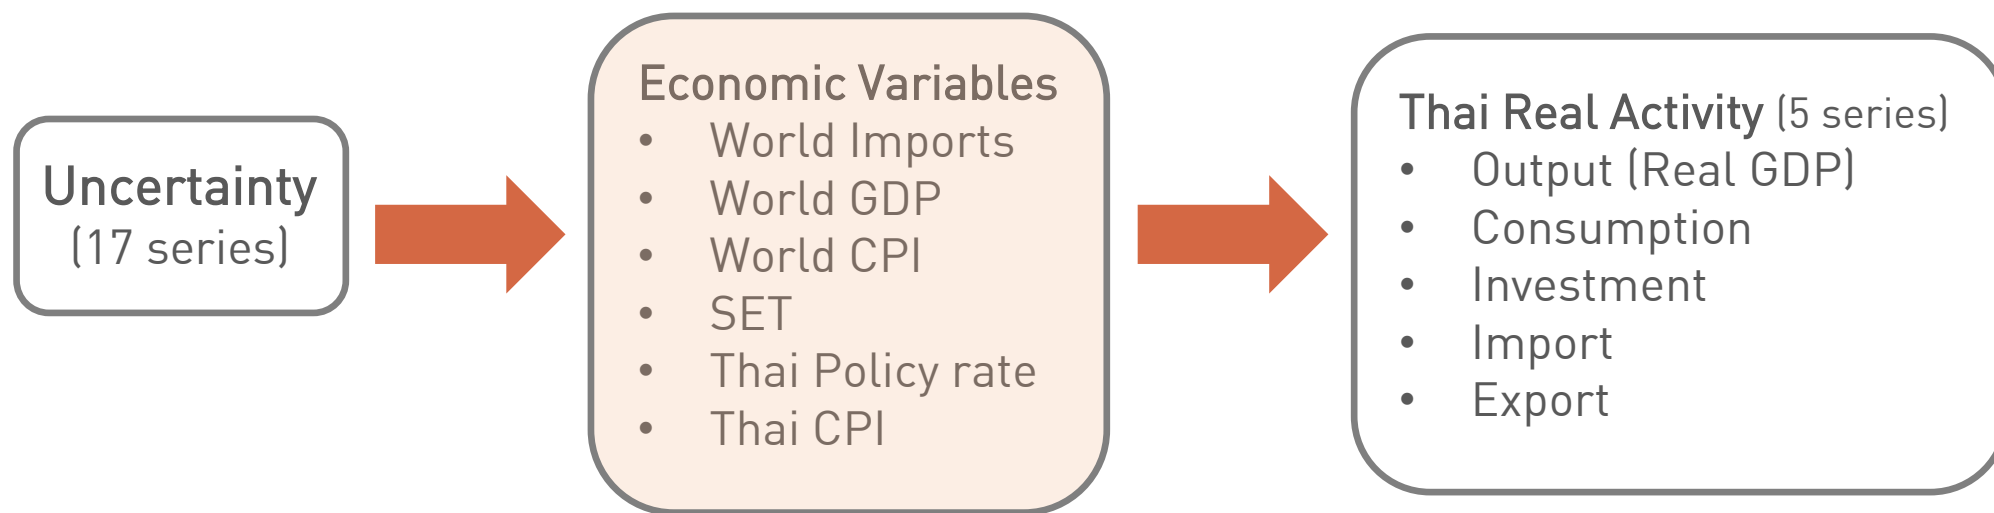 Uncertainty
(17 series)
Economic Variables
• World Imports
• World GDP
• World CPI
• SET
• Thai Policy rate
• Thai CPI
Thai Real Activity (5 series)
• Output (Real GDP)
• Consumption
• Investment
• Import
• Export